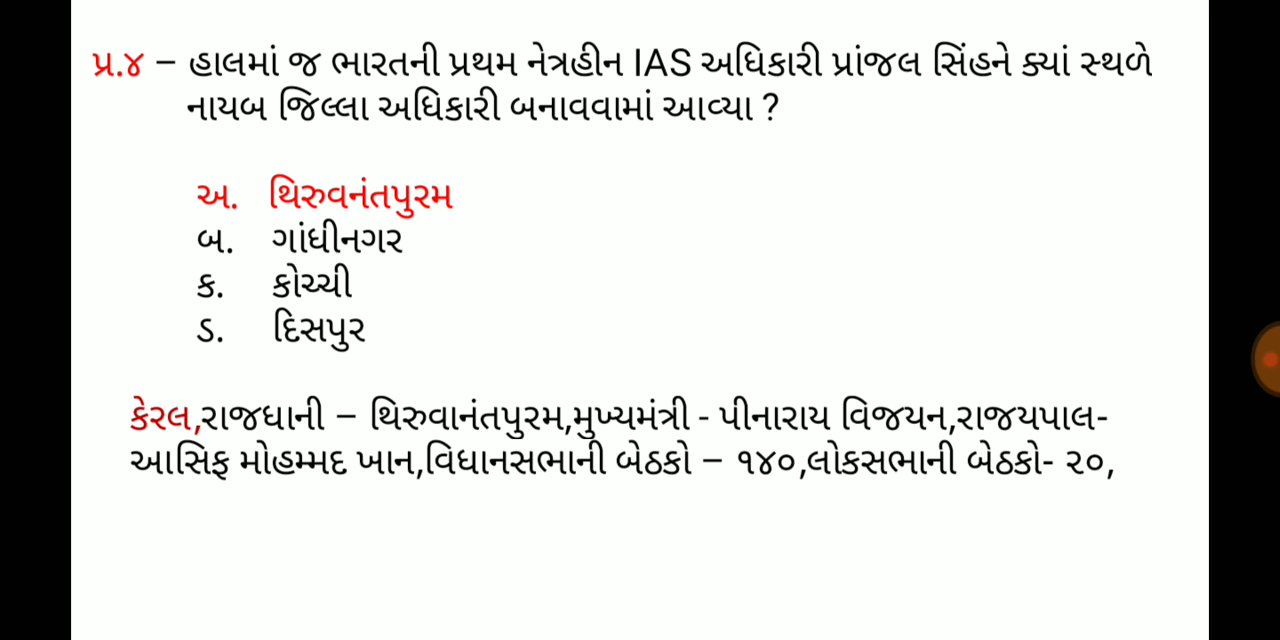 પ્ર.૪ – હાલમાં જ ભારતની પ્રથમ નેત્રહીન IAS અધિકારી પ્રાંજલ સિંહને ક્યાં સ્થળે
નાયબ જિલ્લા અધિકારી બનાવવામાં આવ્યા ?
અ. થિરુવનંતપુરમ
બ. ગાંધીનગર
ક. કોચ્ચી
ડ. દિસપુર
કેરલ,રાજધાની – થિરુવાનંતપુરમ,મુખ્યમંત્રી - પીનારાય વિજયન,રાજયપાલ-
આસિફ મોહમ્મદ ખાન,વિધાનસભાની બેઠકો – ૧૪૦,લોકસભાની બેઠકો- ૨૦,